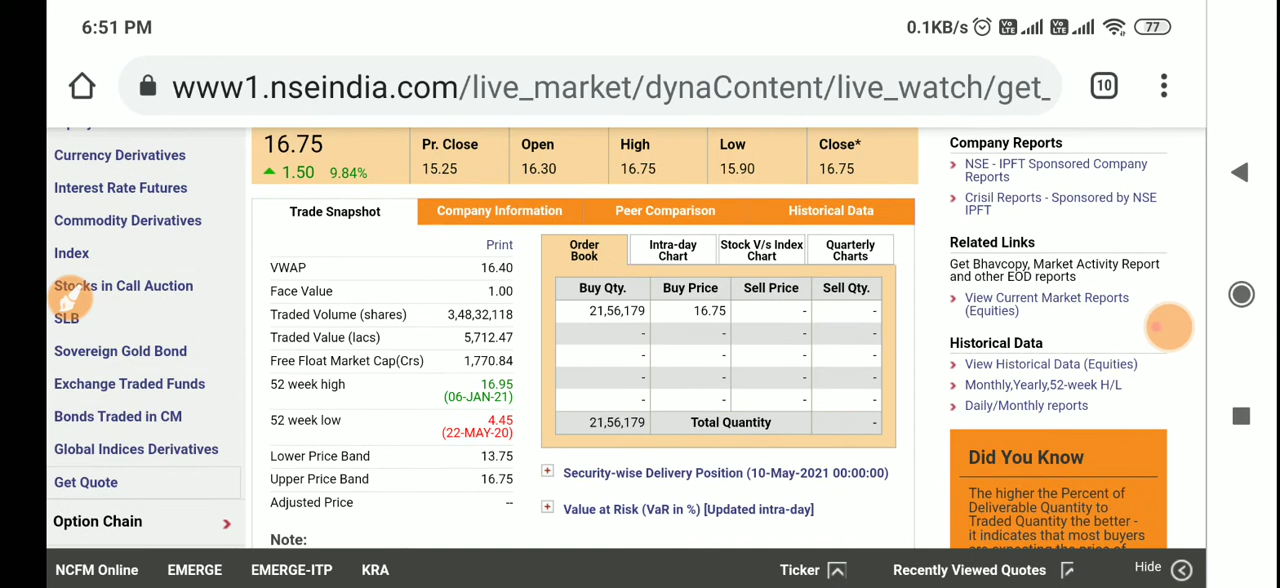 6:51 PM
0.1KB/s
Vo LTE
Vo LTE
77
www1.nseindia.com/live_market/dynaContent/live_watch/get_
10
Currency Derivatives
Interest Rate Futures
Commodity Derivatives
Index
Stocks in Call Auction
SLB
Sovereign Gold Bond
Exchange Traded Funds
Bonds Traded in CM
Global Indices Derivatives
Get Quote
Option Chain
16.75
1.50 9.84%
Pr. Close
15.25
Open
16.30
High
16.75
Low
15.90
Close*
16.75
Trade Snapshot
Company Information
Peer Comparison
Historical Data
Print
VWAP 16.40
Face Value 1.00
Traded Volume (shares) 3,48,32,118
Traded Value (lacs) 5,712.47
Free Float Market Cap(Crs) 1,770.84
52 week high 16.95
(06-JAN-21)
52 week low 4.45
(22-MAY-20)
Lower Price Band 13.75
Upper Price Band 16.75
Adjusted Price --
Note:
Order
Book
Intra-day
Chart
Stock V/s Index
Chart
Quarterly
Charts
Buy Qty. Buy Price Sell Price Sell Qty.
21,56,179 16.75 - -
- - - -
- - - -
- - - -
- - - -
21,56,179 Total Quantity -
Security-wise Delivery Position (10-May-2021 00:00:00)
Value at Risk (VaR in %) [Updated intra-day]
Company Reports
NSE - IPFT Sponsored Company
Reports
Crisil Reports - Sponsored by NSE
IPFT
Related Links
Get Bhavcopy, Market Activity Report
and other EOD reports
View Current Market Reports
(Equities)
Historical Data
View Historical Data (Equities)
Monthly,Yearly,52-week H/L
Daily/Monthly reports
Did You Know
The higher the Percent of
Deliverable Quantity to
Traded Quantity the better -
it indicates that most buyers
are expecting the price of
NCFM Online
EMERGE
EMERGE-ITP
KRA
Ticker
Recently Viewed Quotes
Hide